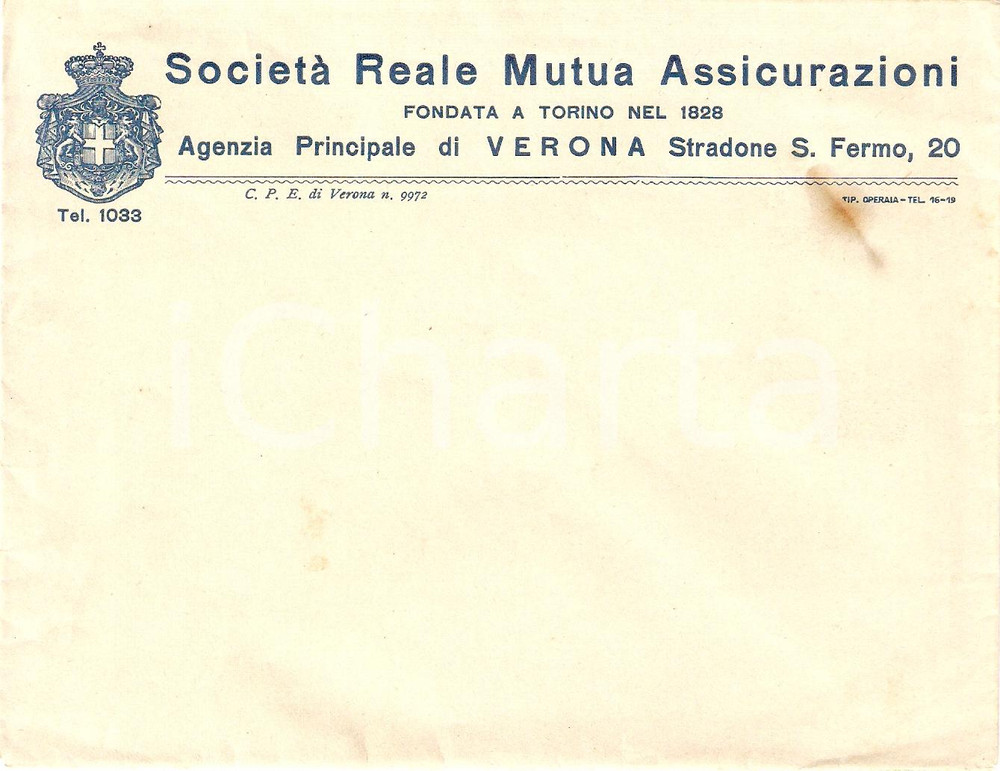 Società Reale Mutua Assicurazioni
FONDATA A TORINO NEL 1828
Agenzia Principale di VERONA Stradone S. Fermo, 20
C. P. E. di Verona n. 9972
TIP. OPERAIA - TEL. 16-19
Tel. 1033
iCharta